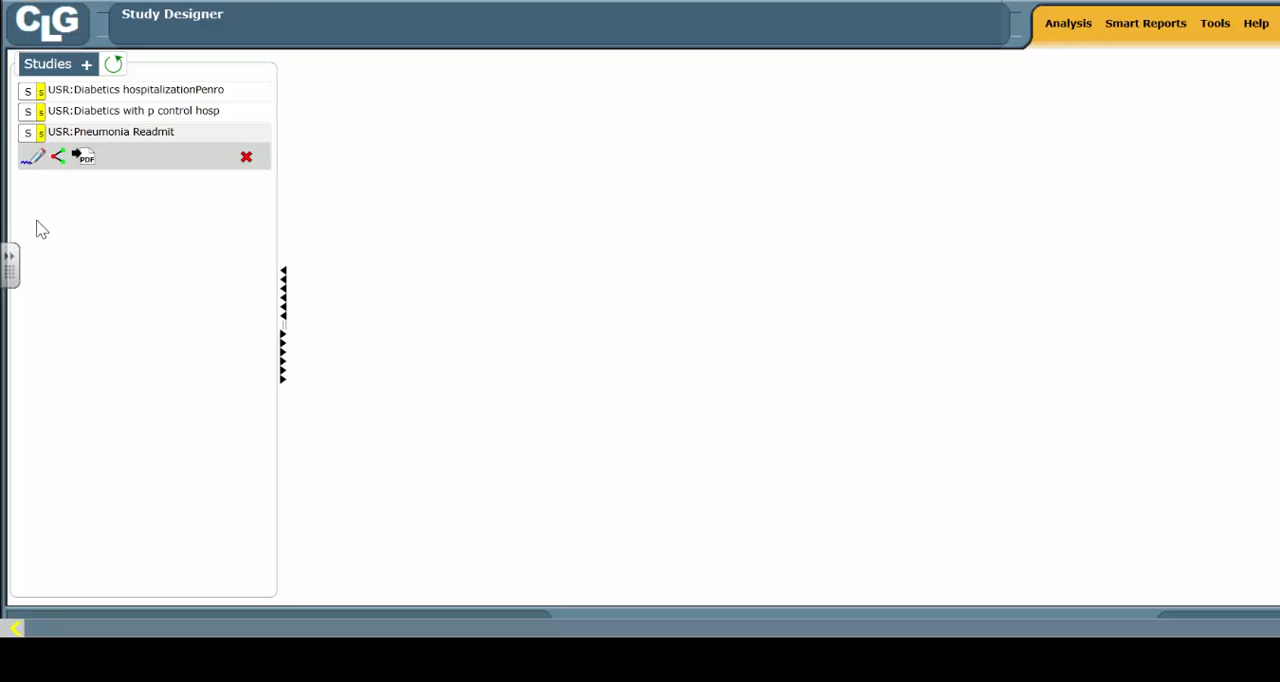 CLG
Study Designer
Analysis Smart Reports Tools Help
Studies +
S s USR:Diabetics hospitalizationPenro
S s USR:Diabetics with p control hosp
S s USR:Pneumonia Readmit
PDF